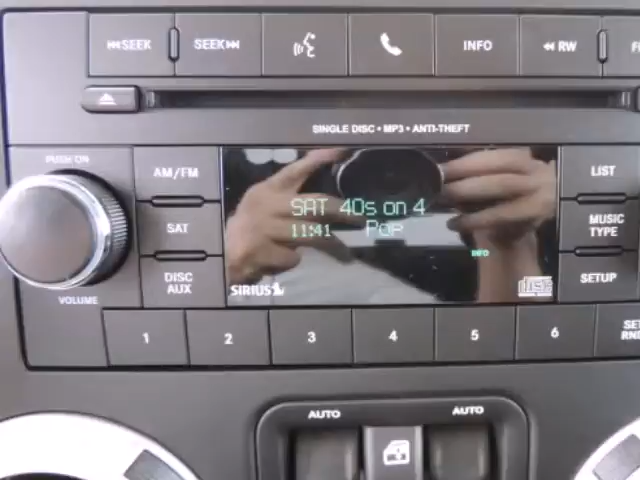 SEEK SEEK INFO RW
SINGLE DISC • MP3 • ANTI-THEFT
PUSH ON
AM/FM
LIST
SAT 40s on 4
SAT
MUSIC
TYPE
11:41 Pop
INFO
DISC
AUX
SETUP
SIRIUS
VOLUME
1 2 3 4 5 6
AUTO AUTO